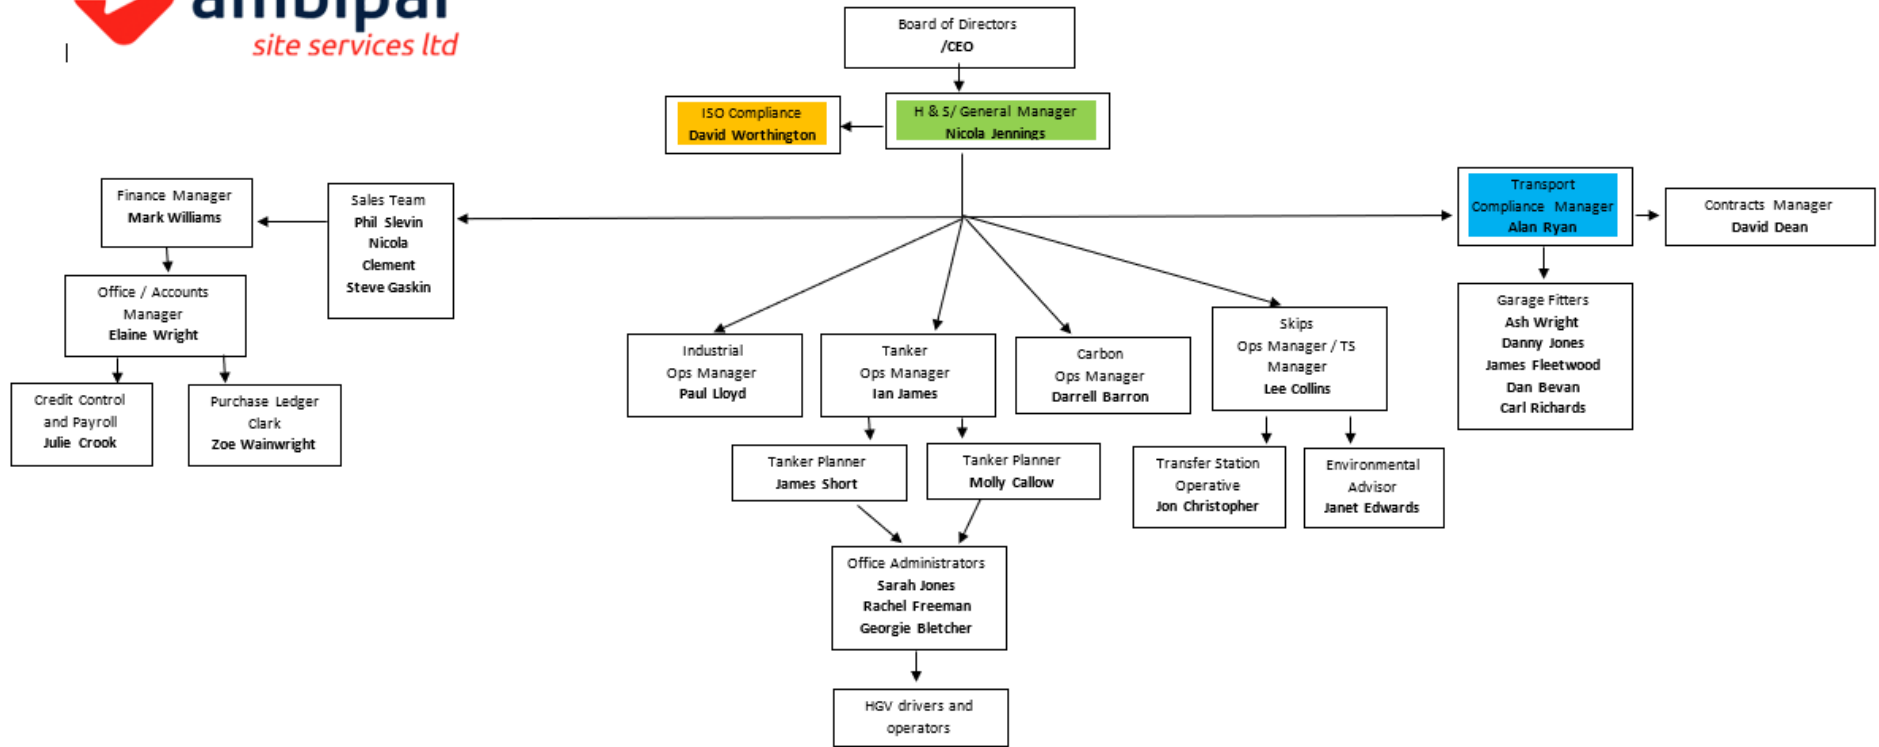 ambipar
site services ltd
Board of Directors
/CEO
ISO Compliance
David Worthington
H & S/ General Manager
Nicola Jennings
Finance Manager
Mark Williams
Sales Team
Phil Slevin
Nicola
Clement
Steve Gaskin
Transport
Compliance Manager
Alan Ryan
Contracts Manager
David Dean
Office / Accounts
Manager
Elaine Wright
Garage Fitters
Ash Wright
Danny Jones
James Fleetwood
Dan Bevan
Carl Richards
Industrial
Ops Manager
Paul Lloyd
Tanker
Ops Manager
Ian James
Carbon
Ops Manager
Darrell Barron
Skips
Ops Manager / TS
Manager
Lee Collins
Credit Control
and Payroll
Julie Crook
Purchase Ledger
Clark
Zoe Wainwright
Tanker Planner
James Short
Tanker Planner
Molly Callow
Transfer Station
Operative
Jon Christopher
Environmental
Advisor
Janet Edwards
Office Administrators
Sarah Jones
Rachel Freeman
Georgie Bletcher
HGV drivers and
operators